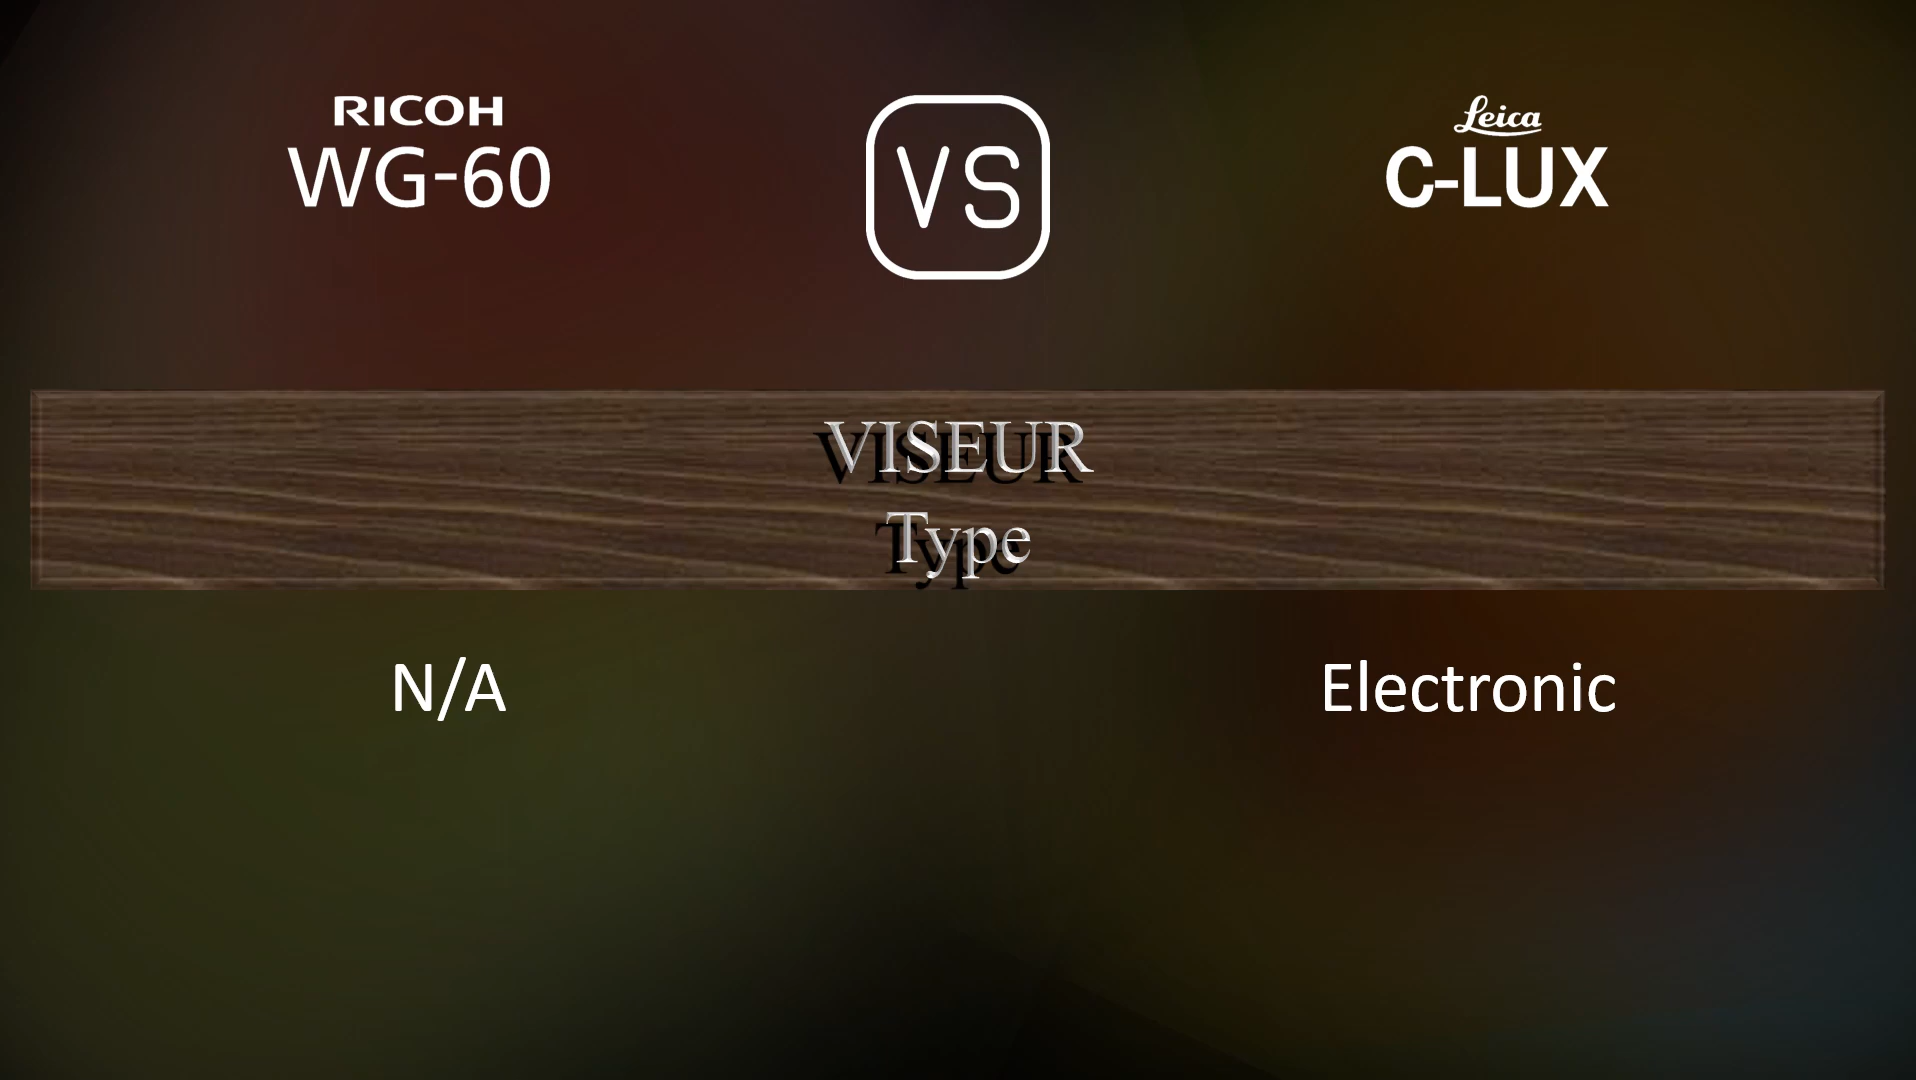 RICOH
WG-60
VS
Leica
C-LUX
VISEUR
Type
N/A
Electronic